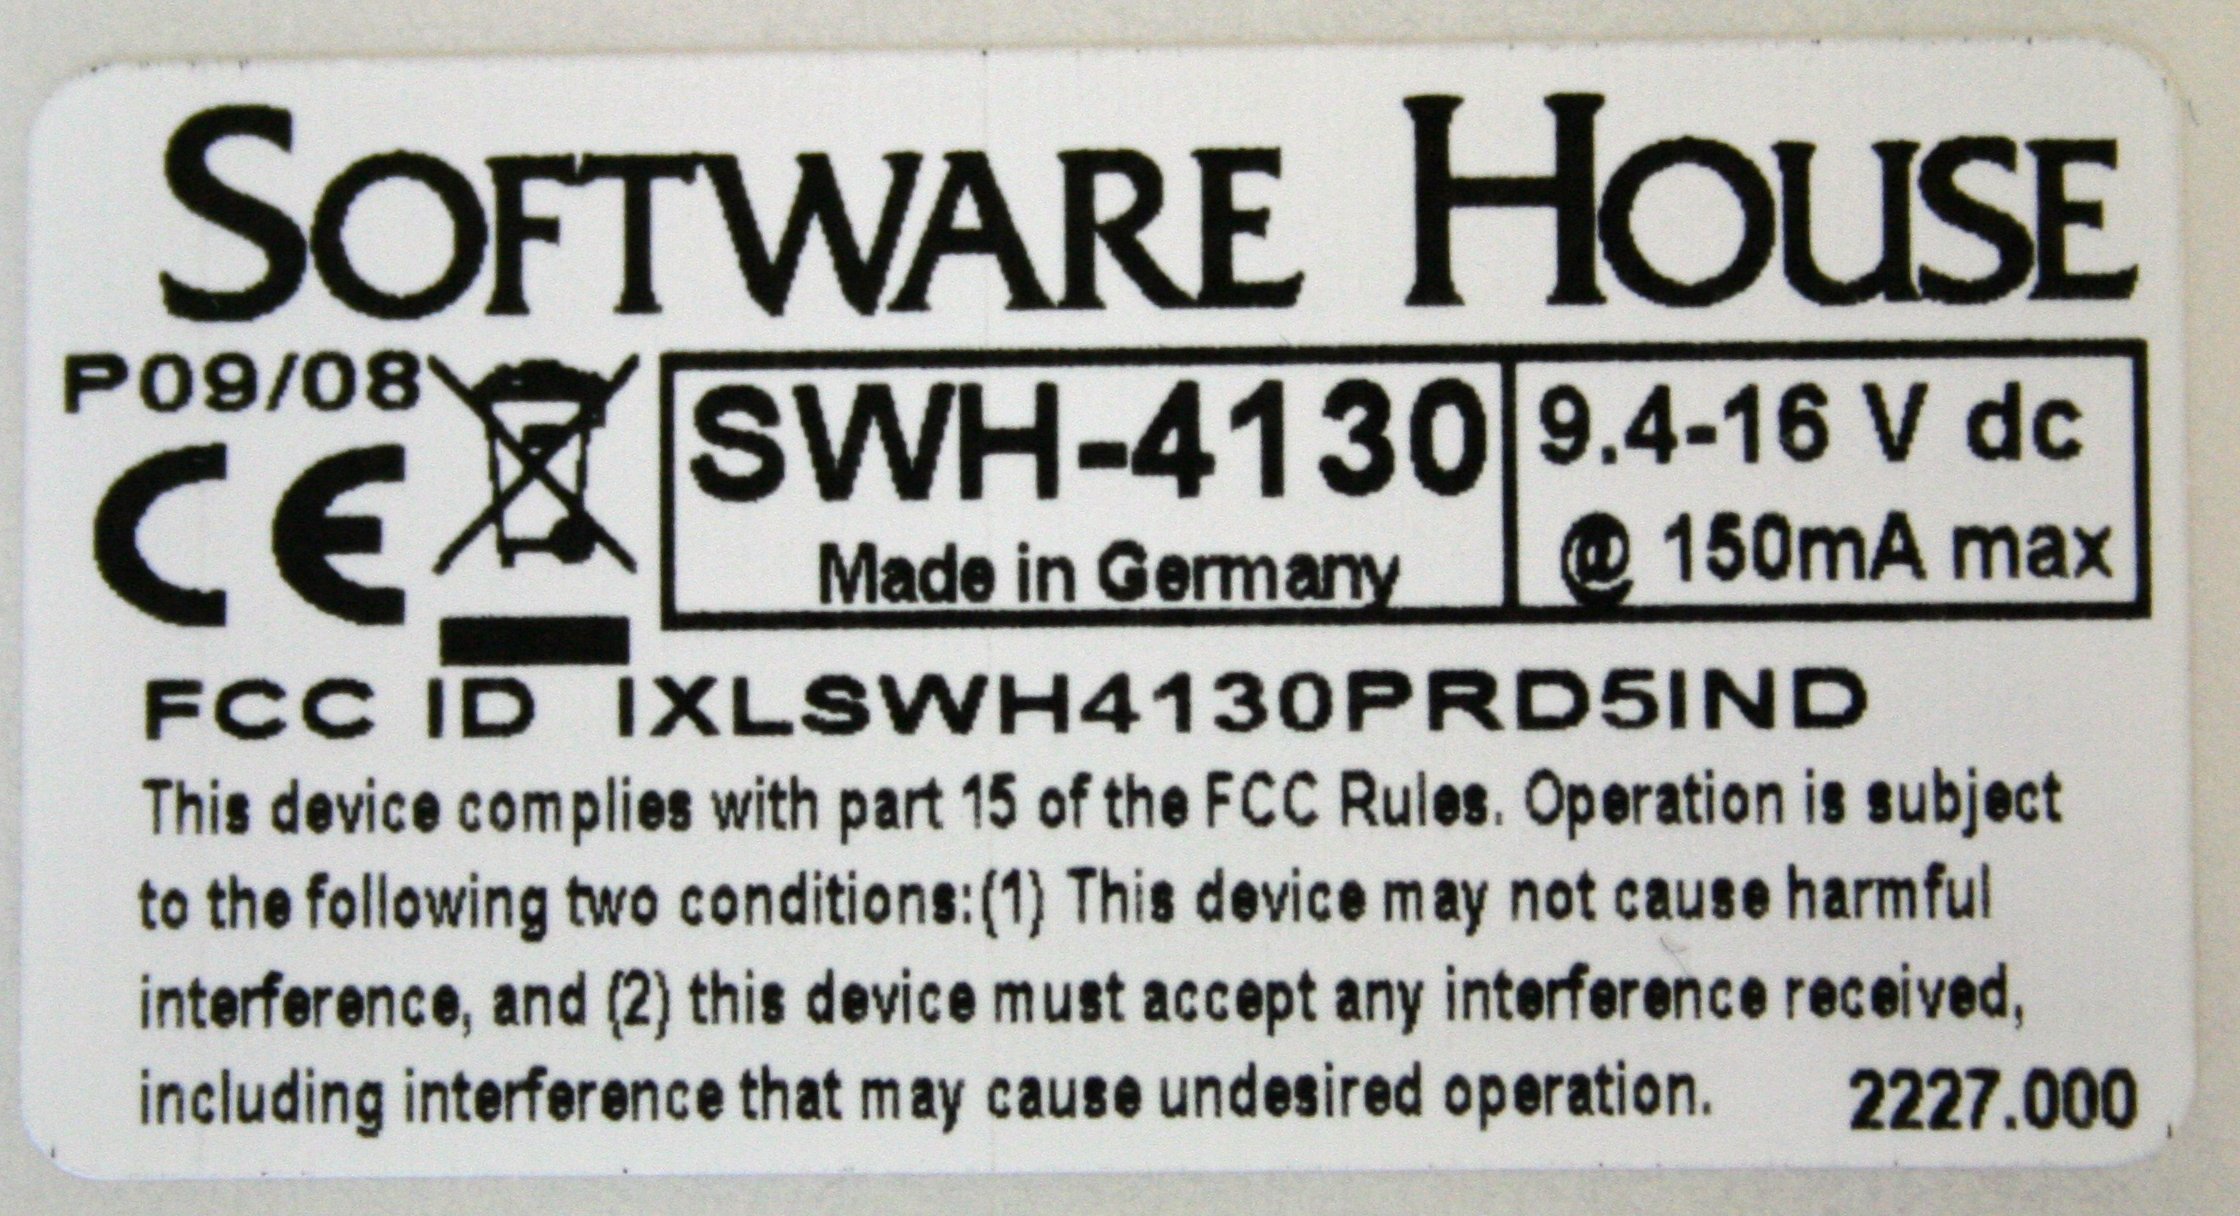 SOFTWARE HOUSE
P09/08
CE
SWH-4130
Made in Germany
9.4-16 V dc
@ 150mA max
FCC ID IXLSWH4130PRD5IND
This device complies with part 15 of the FCC Rules. Operation is subject
to the following two conditions:(1) This device may not cause harmful
interference, and (2) this device must accept any interference received,
including interference that may cause undesired operation.
2227.000